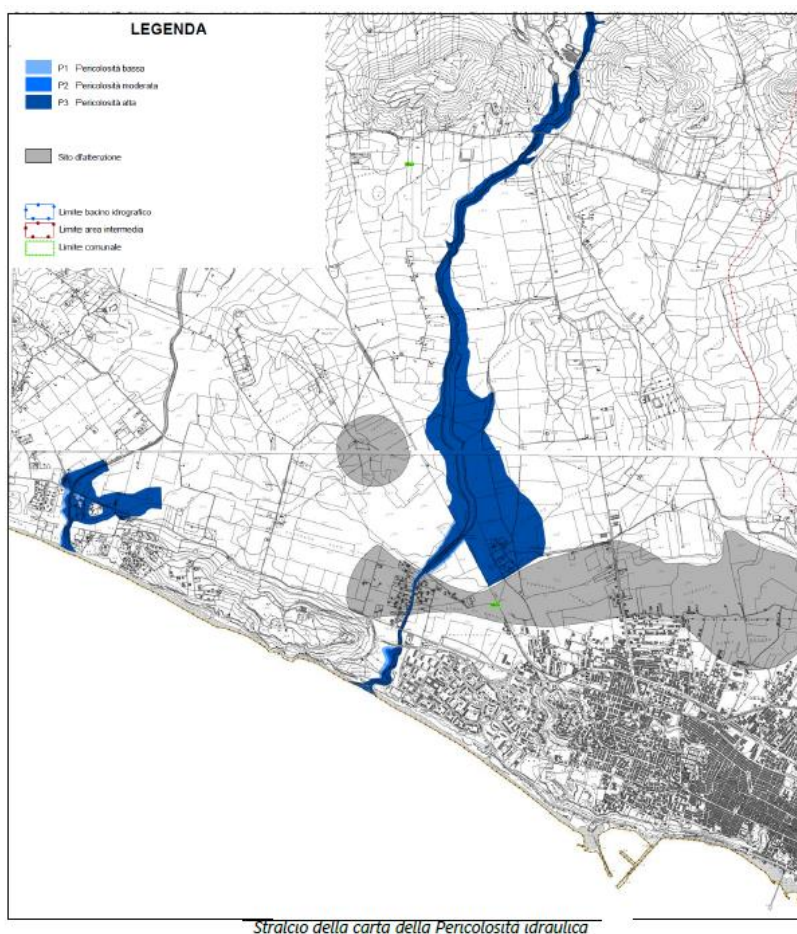 LEGENDA
P1 Pericolosità bassa
P2 Pericolosità moderata
P3 Pericolosità alta
Sito d'attenzione
Limite bacino idrografico
Limite area intermedia
Limite comunale
Stralcio della carta della Pericolosità idraulica